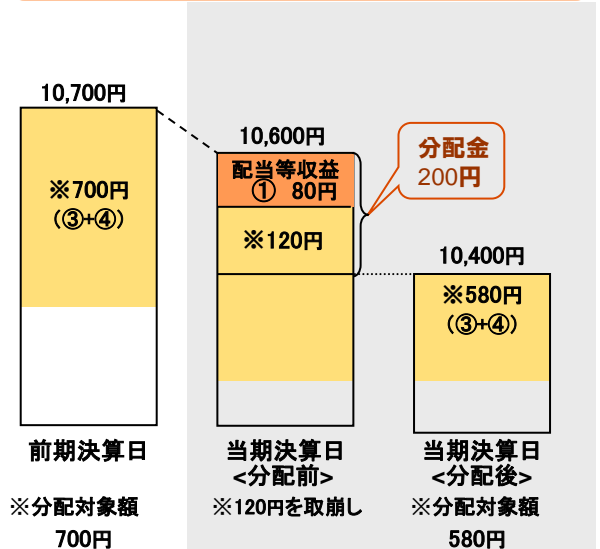 10,700円
※700円
(③+④)
前期決算日
※分配対象額
700円
10,600円
配当等収益
① 80円
※120円
当期決算日
<分配前>
※120円を取崩し
分配金
200円
10,400円
※580円
(③+④)
当期決算日
<分配後>
※分配対象額
580円